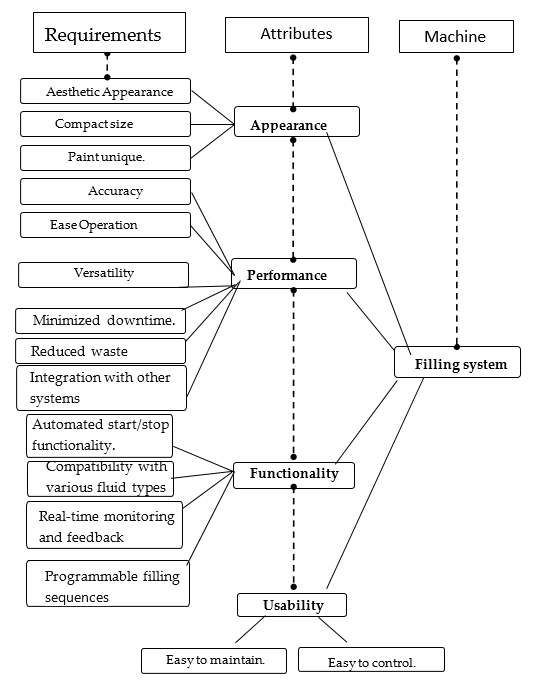 Requirements
Attributes
Machine
Aesthetic Appearance
Compact size
Paint unique.
Appearance
Accuracy
Ease Operation
Versatility
Minimized downtime.
Reduced waste
Integration with other
systems
Performance
Filling system
Automated start/stop
functionality.
Compatibility with
various fluid types
Real-time monitoring
and feedback
Programmable filling
sequences
Functionality
Usability
Easy to maintain.
Easy to control.